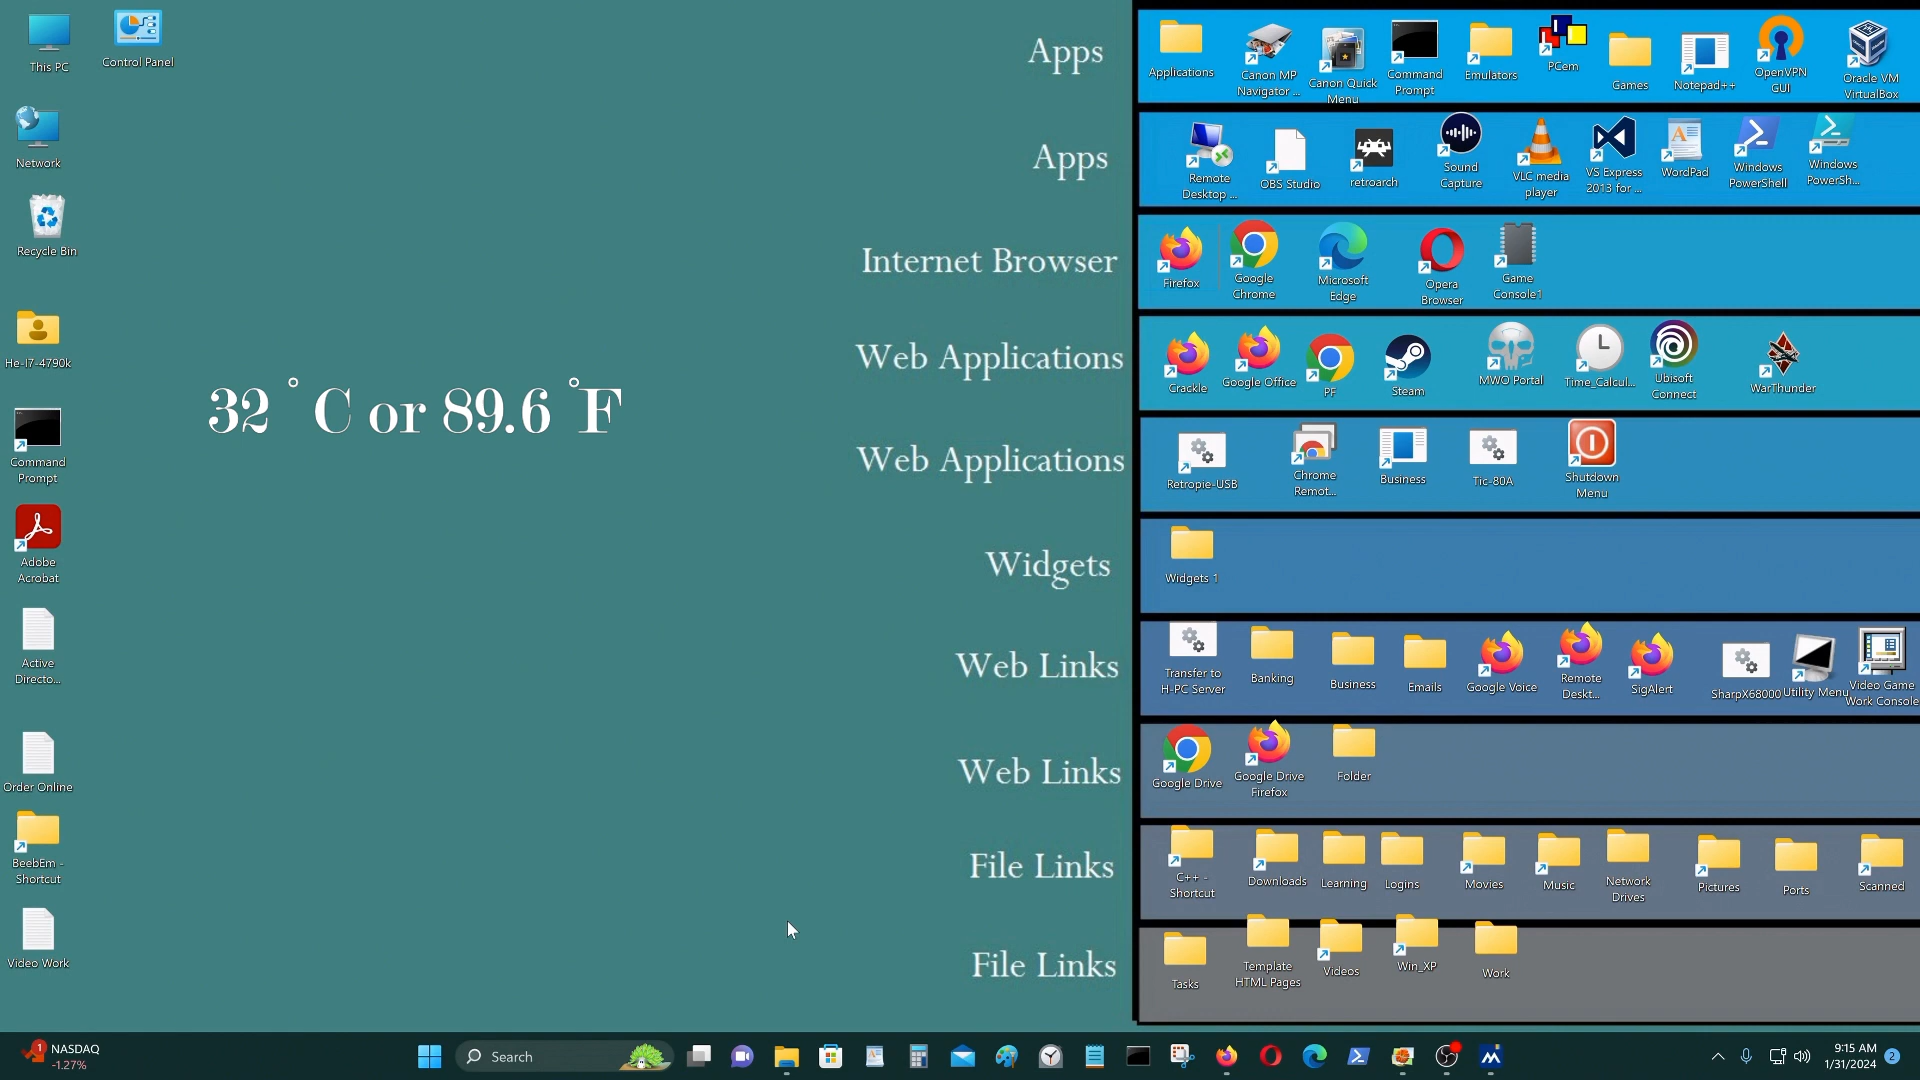 This PC
Control Panel
Network
Recycle Bin
He-I7-4790k
Command
Prompt
Adobe
Acrobat
Active
Directo...
Order Online
BeebEm -
Shortcut
Video Work
32 °C or 89.6 °F
Apps
Applications
Canon MP
Navigator ...
Canon Quick
Menu
Command
Prompt
Emulators
PCem
Games
Notepad++
OpenVPN
GUI
Oracle VM
VirtualBox
Apps
Remote
Desktop ...
OBS Studio
retroarch
Sound
Capture
VLC media
player
VS Express
2013 for ...
WordPad
Windows
PowerShell
Windows
PowerSh...
Internet Browser
Firefox
Google
Chrome
Microsoft
Edge
Opera
Browser
Game
Console1
Web Applications
Crackle
Google Office
PF
Steam
MWO Portal
Time_Calcul...
Ubisoft
Connect
WarThunder
Web Applications
Retropie-USB
Chrome
Remot...
Business
Tic-80A
Shutdown
Menu
Widgets
Widgets 1
Web Links
Transfer to
H-PC Server
Banking
Business
Emails
Google Voice
Remote
Deskt...
SigAlert
SharpX68000
Utility Menu
Video Game
Work Console
Web Links
Google Drive
Google Drive
Firefox
Folder
File Links
C++ -
Shortcut
Downloads
Learning
Logins
Movies
Music
Network
Drives
Pictures
Ports
Scanned
File Links
Tasks
Template
HTML Pages
Videos
Win_XP
Work
1
NASDAQ
-1.27%
Search
9:15 AM
1/31/2024
2